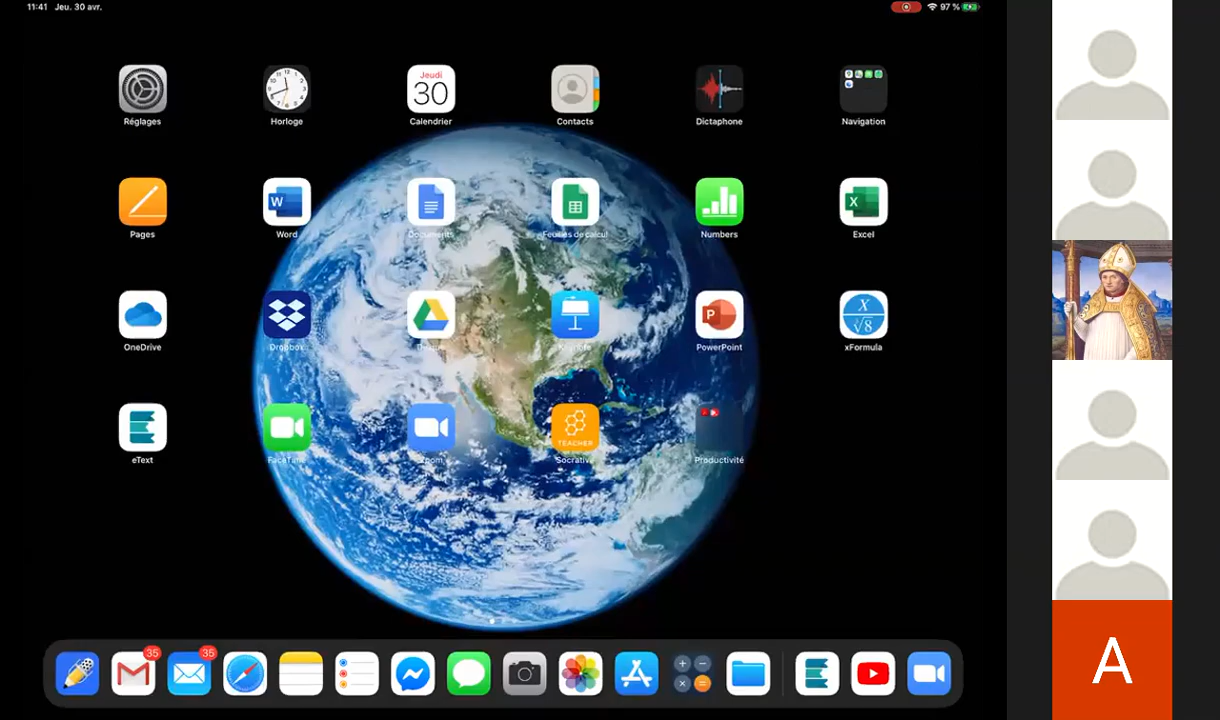 11:41 Jeu. 30 avr.
97 %
Jeudi
30
Réglages
Horloge
Calendrier
Contacts
Dictaphone
Navigation
W
X
Pages
Word
Documents
Feuilles de calcul
Numbers
Excel
P
X
√8
OneDrive
Dropbox
Keynote
PowerPoint
xFormula
TEACHER
eText
FaceTime
Zoom
Socrative
Productivité
35
35
A